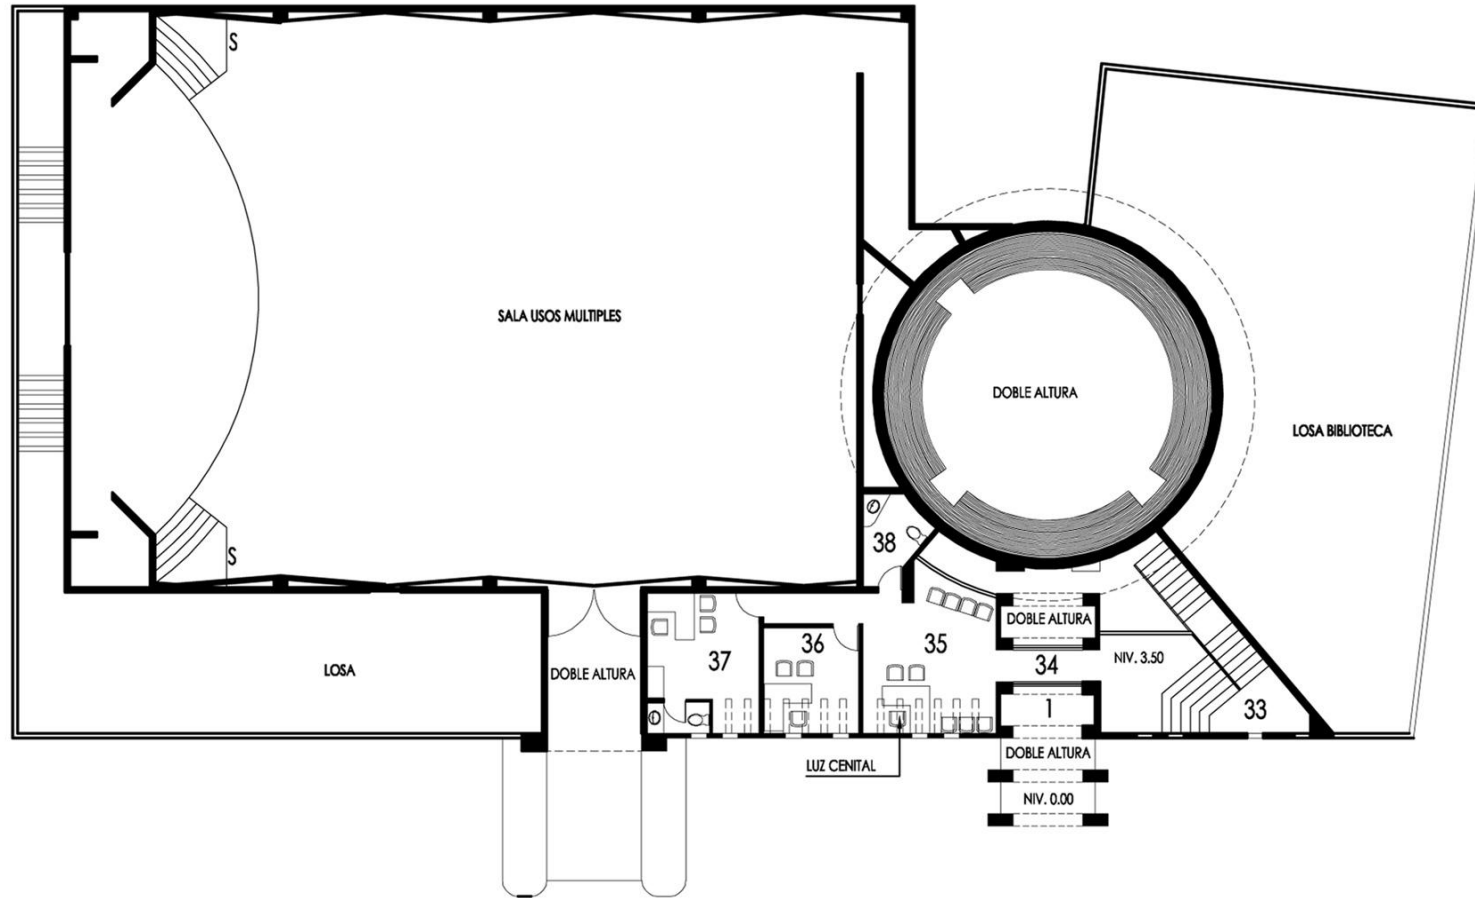 S
SALA USOS MULTIPLES
DOBLE ALTURA
LOSA BIBLIOTECA
S
38
DOBLE ALTURA
36
35
37
34
NIV. 3.50
LOSA
DOBLE ALTURA
1
33
DOBLE ALTURA
LUZ CENITAL
NIV. 0.00